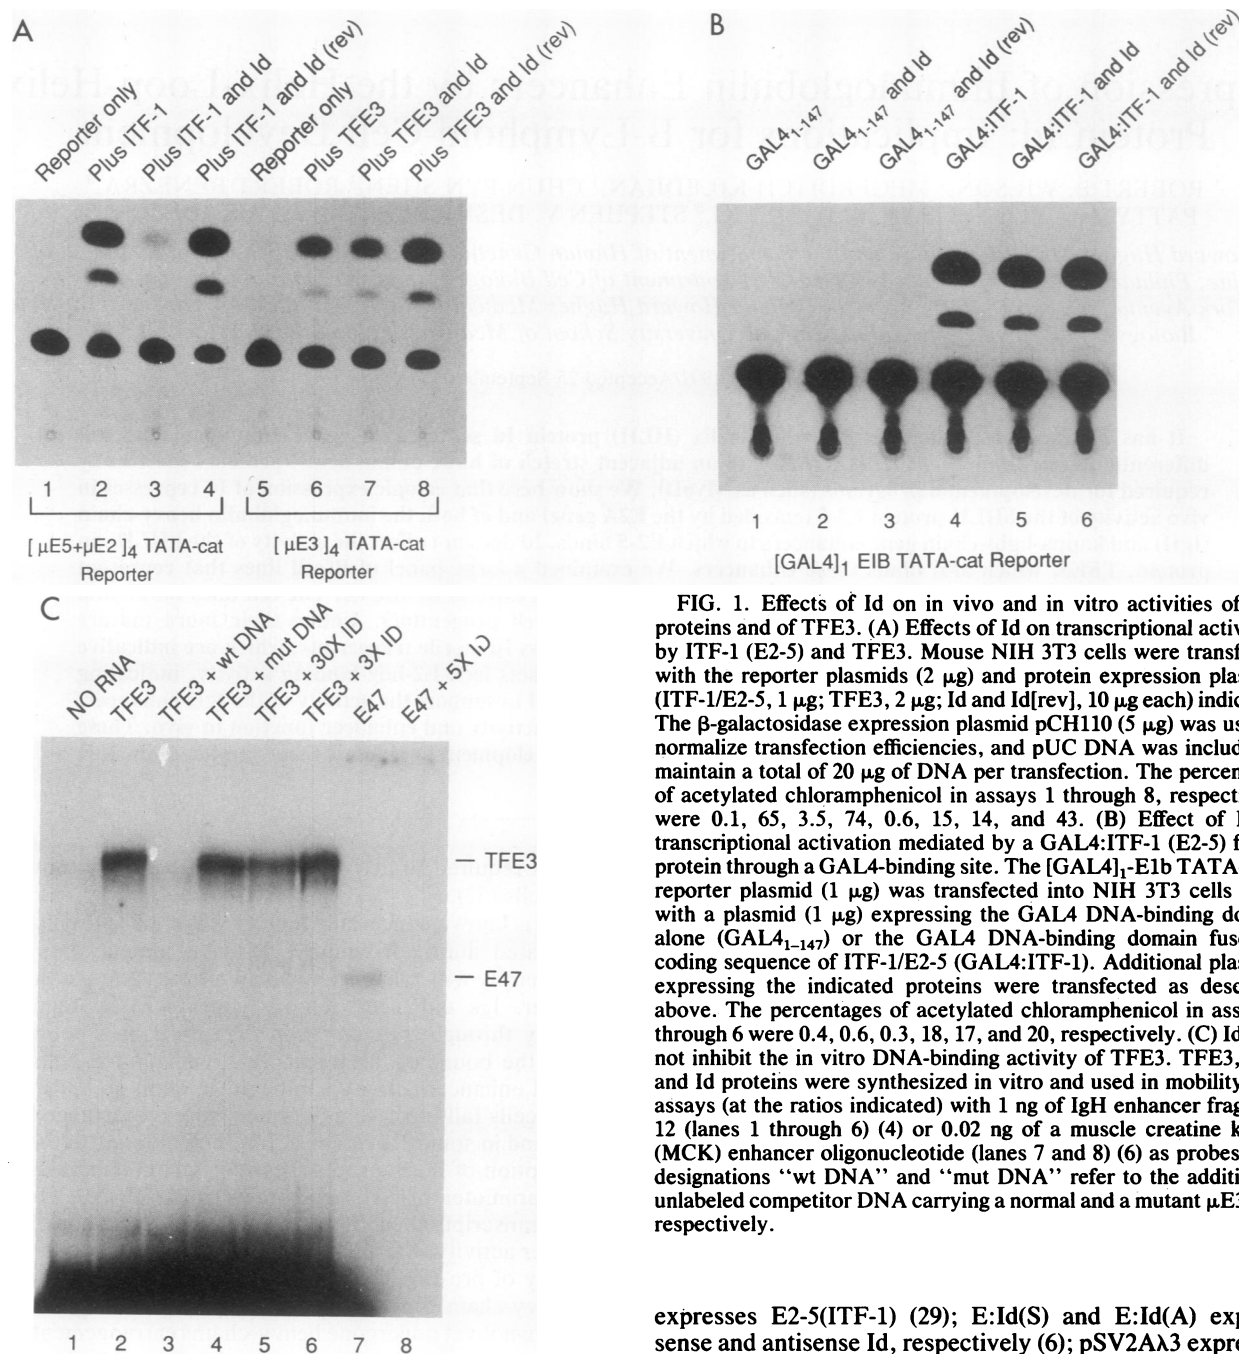 A
Reporter only
Plus ITF-1
Plus ITF-1 and Id
Plus ITF-1 and Id (rev)
Reporter only
Plus TFE3
Plus TFE3 and Id
Plus TFE3 and Id (rev)
1 2 3 4 5 6 7 8
[ µE5+µE2 ]4 TATA-cat
Reporter
[ µE3 ]4 TATA-cat
Reporter
B
GAL41-147
GAL41-147 and Id
GAL41-147 and Id (rev)
GAL4:ITF-1
GAL4:ITF-1 and Id
GAL4:ITF-1 and Id (rev)
1 2 3 4 5 6
[GAL4]1 EIB TATA-cat Reporter
C
NO RNA
TFE3
TFE3 + wt DNA
TFE3 + mut DNA
TFE3 + 30X ID
TFE3 + 3X ID
E47
E47 + 5X ID
TFE3
E47
1 2 3 4 5 6 7 8
FIG. 1. Effects of Id on in vivo and in vitro activities of
proteins and of TFE3. (A) Effects of Id on transcriptional activ
by ITF-1 (E2-5) and TFE3. Mouse NIH 3T3 cells were transf
with the reporter plasmids (2 µg) and protein expression plas
(ITF-1/E2-5, 1 µg; TFE3, 2 µg; Id and Id[rev], 10 µg each) indic
The β-galactosidase expression plasmid pCH110 (5 µg) was us
normalize transfection efficiencies, and pUC DNA was includ
maintain a total of 20 µg of DNA per transfection. The percen
of acetylated chloramphenicol in assays 1 through 8, respecti
were 0.1, 65, 3.5, 74, 0.6, 15, 14, and 43. (B) Effect of I
transcriptional activation mediated by a GAL4:ITF-1 (E2-5) f
protein through a GAL4-binding site. The [GAL4]1-E1b TATA-
reporter plasmid (1 µg) was transfected into NIH 3T3 cells
with a plasmid (1 µg) expressing the GAL4 DNA-binding do
alone (GAL41–147) or the GAL4 DNA-binding domain fuse
coding sequence of ITF-1/E2-5 (GAL4:ITF-1). Additional plas
expressing the indicated proteins were transfected as desc
above. The percentages of acetylated chloramphenicol in ass
through 6 were 0.4, 0.6, 0.3, 18, 17, and 20, respectively. (C) Id
not inhibit the in vitro DNA-binding activity of TFE3. TFE3,
and Id proteins were synthesized in vitro and used in mobility
assays (at the ratios indicated) with 1 ng of IgH enhancer frag
12 (lanes 1 through 6) (4) or 0.02 ng of a muscle creatine k
(MCK) enhancer oligonucleotide (lanes 7 and 8) (6) as probes
designations “wt DNA” and “mut DNA” refer to the additi
unlabeled competitor DNA carrying a normal and a mutant µE3
respectively.
expresses E2-5(ITF-1) (29); E:Id(S) and E:Id(A) exp
sense and antisense Id, respectively (6); pSV2Aλ3 expre